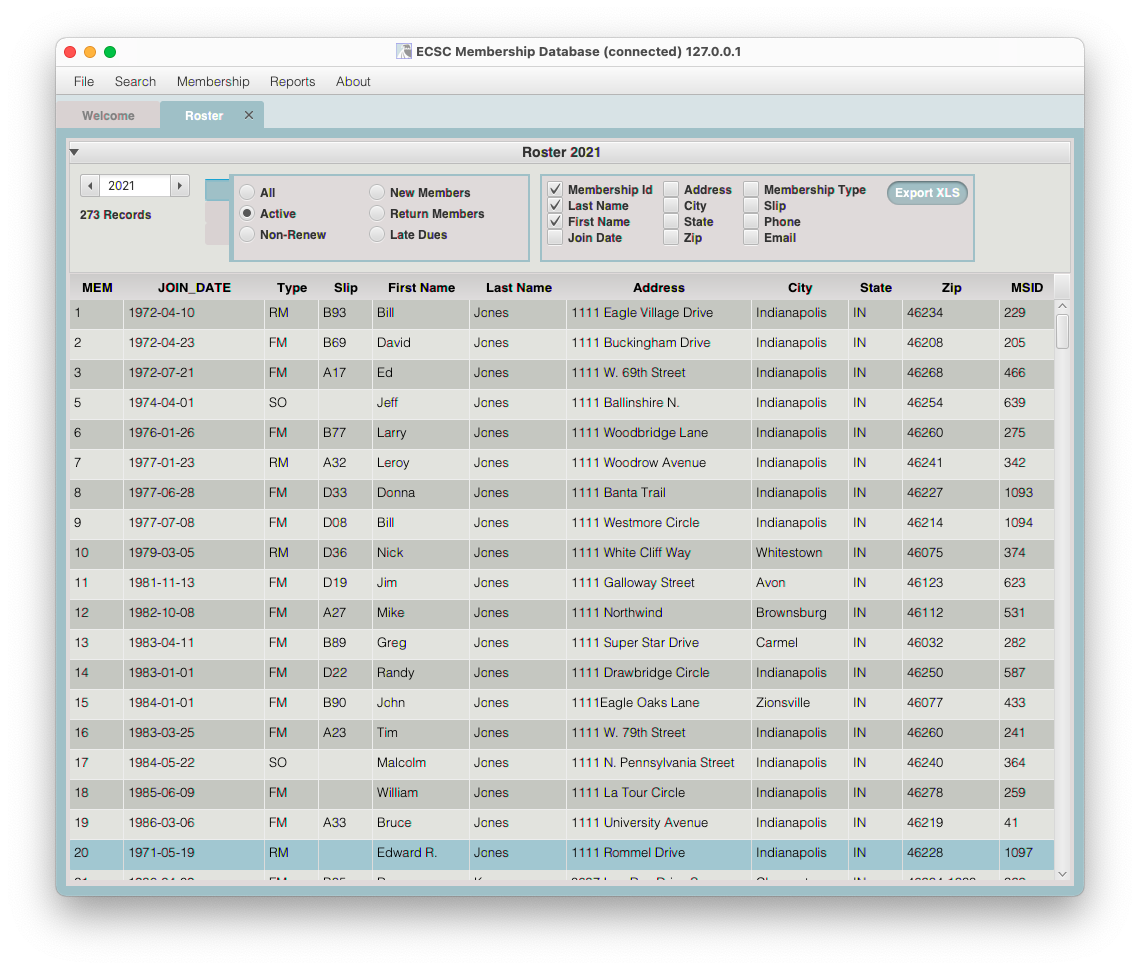 ECSC Membership Database (connected) 127.0.0.1
File Search Membership Reports About
Welcome Roster
Roster 2021
2021
273 Records
All New Members
Active Return Members
Non-Renew Late Dues
Membership Id Address Membership Type
Last Name City Slip
First Name State Phone
Join Date Zip Email
Export XLS
MEM JOIN_DATE Type Slip First Name Last Name Address City State Zip MSID
1 1972-04-10 RM B93 Bill Jones 1111 Eagle Village Drive Indianapolis IN 46234 229
2 1972-04-23 FM B69 David Jones 1111 Buckingham Drive Indianapolis IN 46208 205
3 1972-07-21 FM A17 Ed Jones 1111 W. 69th Street Indianapolis IN 46268 466
5 1974-04-01 SO Jeff Jones 1111 Ballinshire N. Indianapolis IN 46254 639
6 1976-01-26 FM B77 Larry Jones 1111 Woodbridge Lane Indianapolis IN 46260 275
7 1977-01-23 RM A32 Leroy Jones 1111 Woodrow Avenue Indianapolis IN 46241 342
8 1977-06-28 FM D33 Donna Jones 1111 Banta Trail Indianapolis IN 46227 1093
9 1977-07-08 FM D08 Bill Jones 1111 Westmore Circle Indianapolis IN 46214 1094
10 1979-03-05 RM D36 Nick Jones 1111 White Cliff Way Whitestown IN 46075 374
11 1981-11-13 FM D19 Jim Jones 1111 Galloway Street Avon IN 46123 623
12 1982-10-08 FM A27 Mike Jones 1111 Northwind Brownsburg IN 46112 531
13 1983-04-11 FM B89 Greg Jones 1111 Super Star Drive Carmel IN 46032 282
14 1983-01-01 FM D22 Randy Jones 1111 Drawbridge Circle Indianapolis IN 46250 587
15 1984-01-01 FM B90 John Jones 1111Eagle Oaks Lane Zionsville IN 46077 433
16 1983-03-25 FM A23 Tim Jones 1111 W. 79th Street Indianapolis IN 46260 241
17 1984-05-22 SO Malcolm Jones 1111 N. Pennsylvania Street Indianapolis IN 46240 364
18 1985-06-09 FM William Jones 1111 La Tour Circle Indianapolis IN 46278 259
19 1986-03-06 FM A33 Bruce Jones 1111 University Avenue Indianapolis IN 46219 41
20 1971-05-19 RM Edward R. Jones 1111 Rommel Drive Indianapolis IN 46228 1097